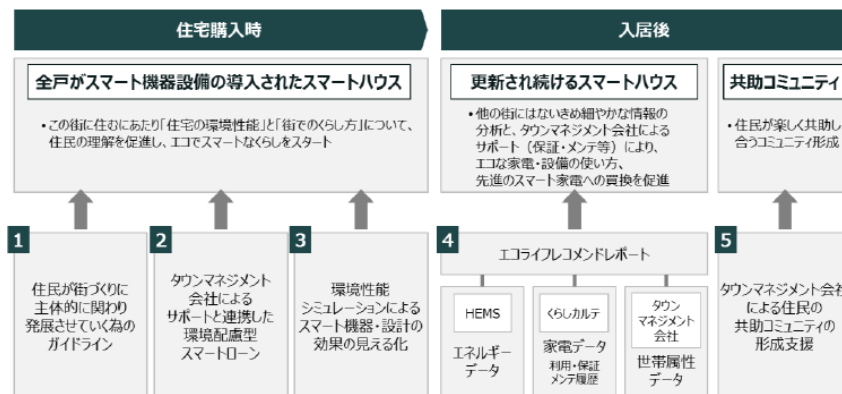 住宅購入時
入居後
全戸がスマート機器設備の導入されたスマートハウス
・この街に住むにあたり「住宅の環境性能」と「街でのくらし方」について、
住民の理解を促進し、エコでスマートなくらしをスタート
更新され続けるスマートハウス
・他の街にはないきめ細やかな情報の
分析と、タウンマネジメント会社による
サポート（保証・メンテ等）により、
エコな家電・設備の使い方、
先進のスマート家電への買換を促進
共助コミュニティ
・住民が楽しく共助し
合うコミュニティ形成
1
住民が街づくりに
主体的に関わり
発展させていく為の
ガイドライン
2
タウンマネジメント
会社による
サポートと連携した
環境配慮型
スマートローン
3
環境性能
シミュレーションによる
スマート機器・設計の
効果の見える化
4
エコライフレコメンドレポート
HEMS
エネルギー
データ
くらしカルテ
家電データ
利用・保証
メンテ履歴
タウン
マネジメント
会社
世帯属性
データ
5
タウンマネジメント会社
による住民の
共助コミュニティの
形成支援